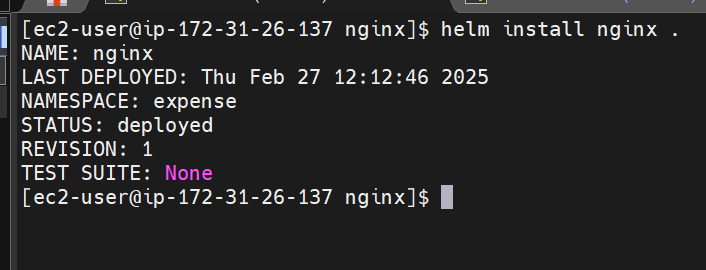 [ec2-user@ip-172-31-26-137 nginx]$ helm install nginx .
NAME: nginx
LAST DEPLOYED: Thu Feb 27 12:12:46 2025
NAMESPACE: expense
STATUS: deployed
REVISION: 1
TEST SUITE: None
[ec2-user@ip-172-31-26-137 nginx]$